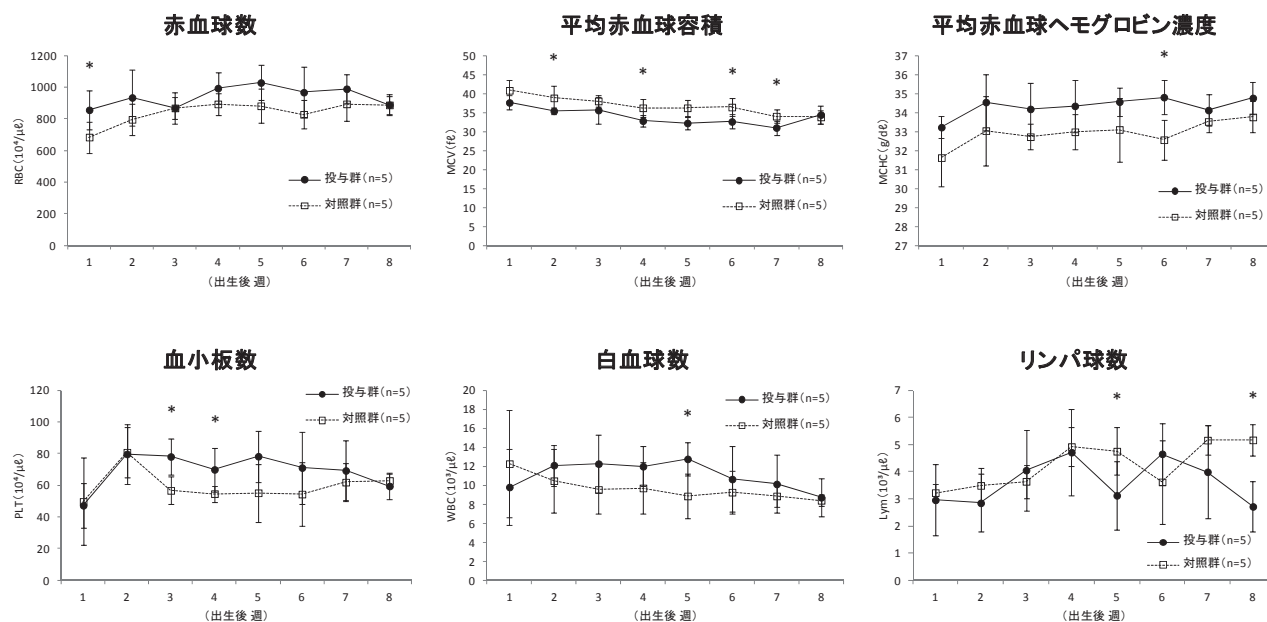 赤血球数
1200
1000
800
600
400
200
0
RBC(10⁴/μℓ)
*
投与群(n=5)
対照群(n=5)
1 2 3 4 5 6 7 8
(出生後 週)
平均赤血球容積
50
45
40
35
30
25
20
15
10
5
0
MCV(fℓ)
* * * *
投与群(n=5)
対照群(n=5)
1 2 3 4 5 6 7 8
(出生後 週)
平均赤血球ヘモグロビン濃度
37
36
35
34
33
32
31
30
29
28
27
MCHC(g/dℓ)
*
投与群(n=5)
対照群(n=5)
1 2 3 4 5 6 7 8
(出生後 週)
血小板数
120
100
80
60
40
20
0
PLT(10⁴/μℓ)
* *
投与群(n=5)
対照群(n=5)
1 2 3 4 5 6 7 8
(出生後 週)
白血球数
20
18
16
14
12
10
8
6
4
2
0
WBC(10³/μℓ)
*
投与群(n=5)
対照群(n=5)
1 2 3 4 5 6 7 8
(出生後 週)
リンパ球数
7
6
5
4
3
2
1
0
Lym(10³/μℓ)
* *
投与群(n=5)
対照群(n=5)
1 2 3 4 5 6 7 8
(出生後 週)